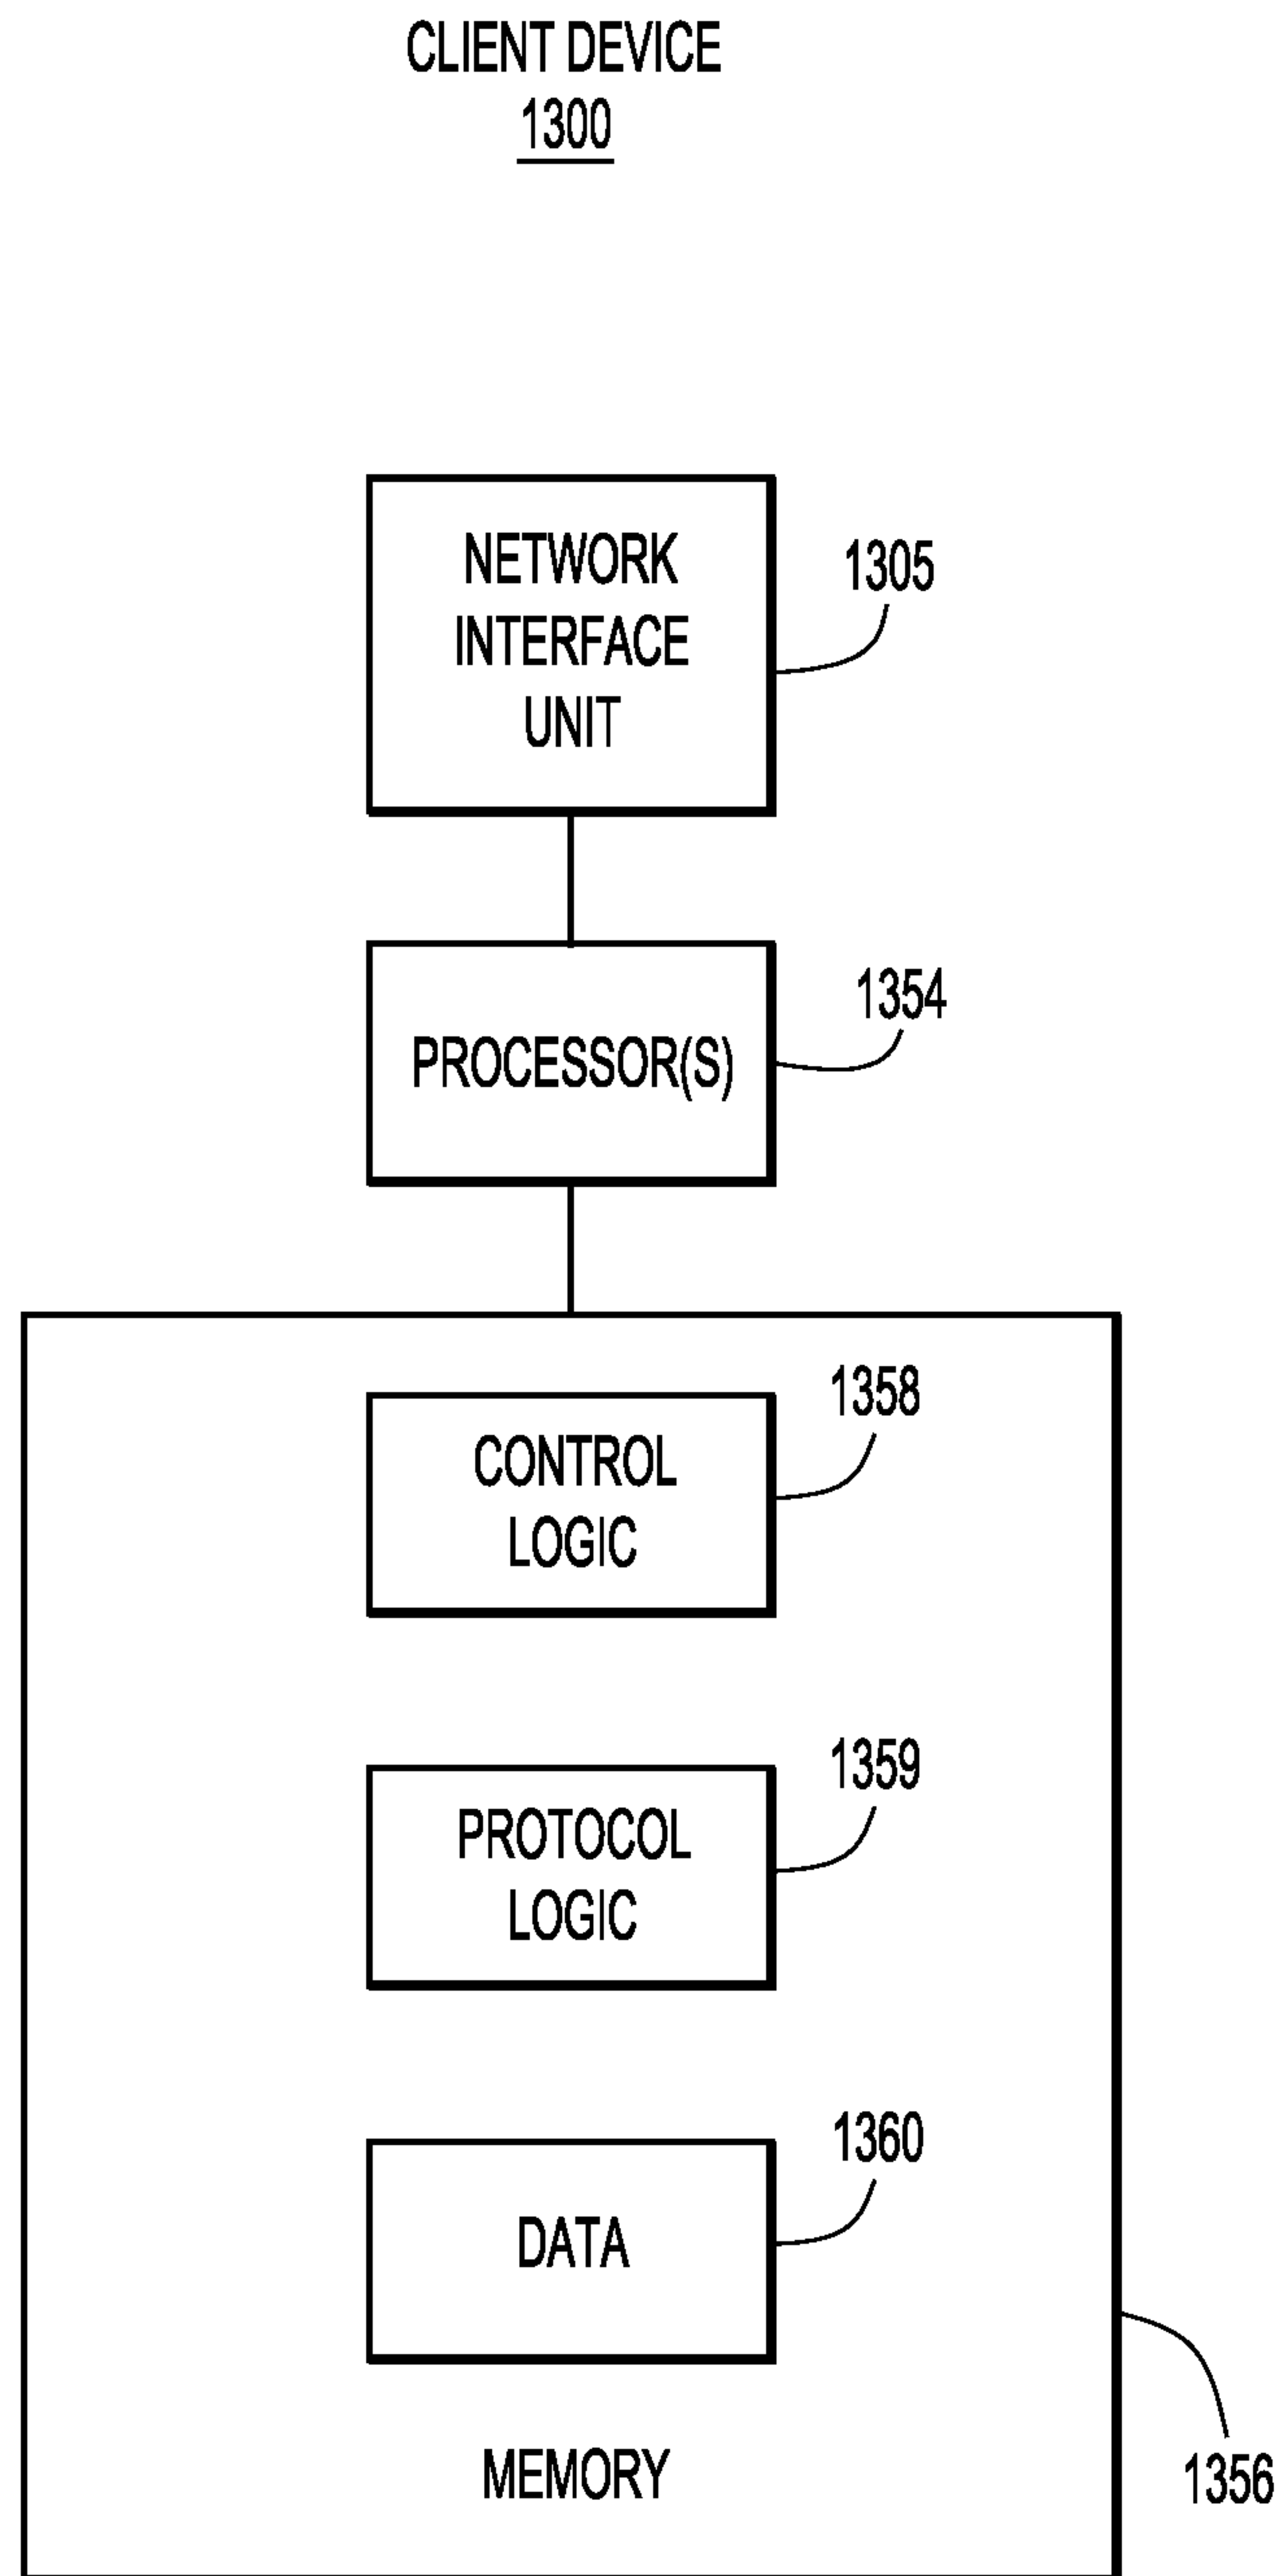 CLIENT DEVICE
1300
NETWORK
INTERFACE
UNIT
1305
PROCESSOR(S)
1354
CONTROL
LOGIC
1358
PROTOCOL
LOGIC
1359
DATA
1360
MEMORY
1356